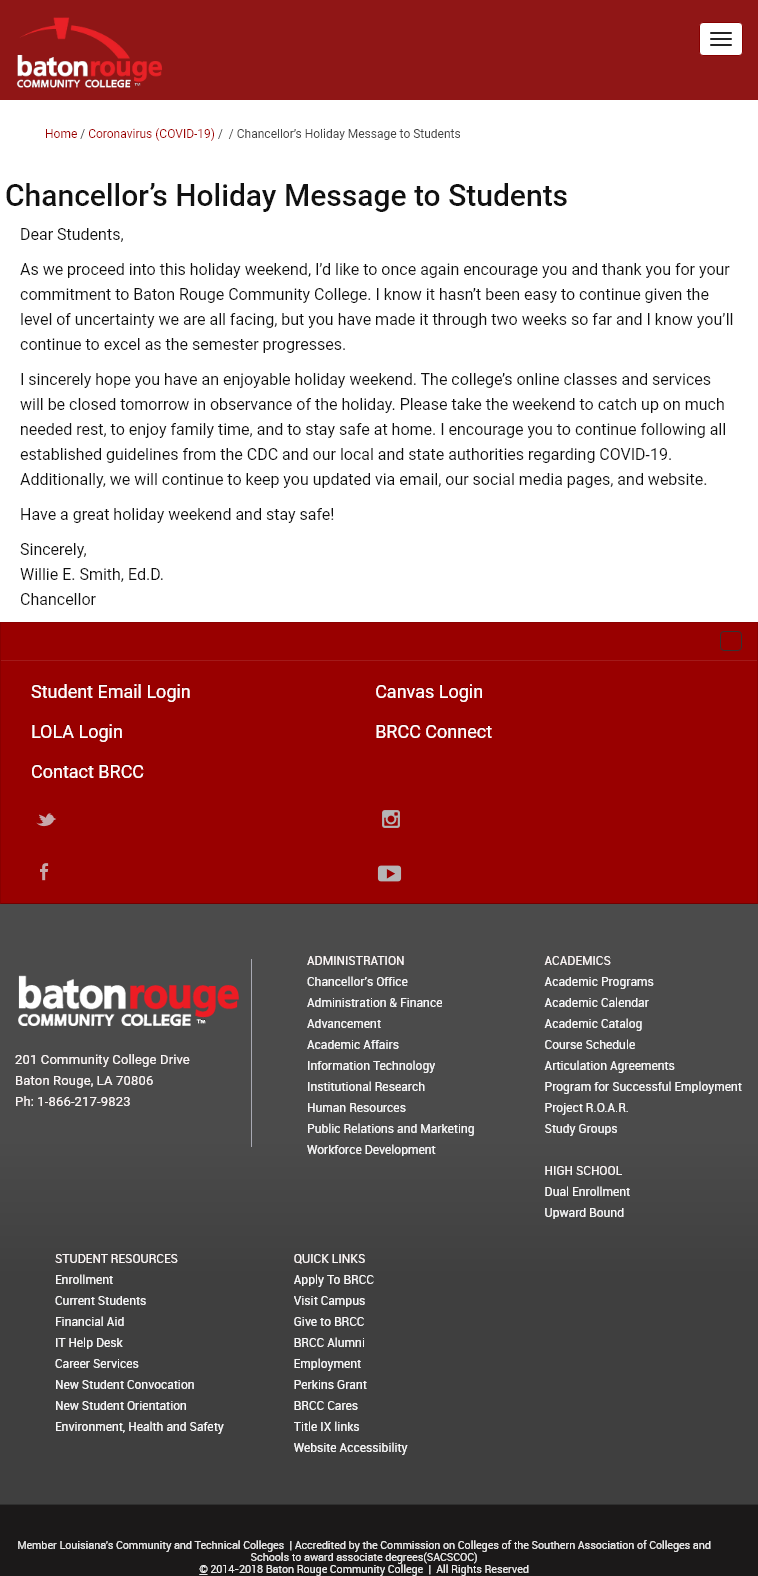 batonrouge
COMMUNITY COLLEGE ™
Home / Coronavirus (COVID-19) / / Chancellor’s Holiday Message to Students
Chancellor’s Holiday Message to Students
Dear Students,
As we proceed into this holiday weekend, I’d like to once again encourage you and thank you for your
commitment to Baton Rouge Community College. I know it hasn’t been easy to continue given the
level of uncertainty we are all facing, but you have made it through two weeks so far and I know you’ll
continue to excel as the semester progresses.
I sincerely hope you have an enjoyable holiday weekend. The college’s online classes and services
will be closed tomorrow in observance of the holiday. Please take the weekend to catch up on much
needed rest, to enjoy family time, and to stay safe at home. I encourage you to continue following all
established guidelines from the CDC and our local and state authorities regarding COVID-19.
Additionally, we will continue to keep you updated via email, our social media pages, and website.
Have a great holiday weekend and stay safe!
Sincerely,
Willie E. Smith, Ed.D.
Chancellor
Student Email Login
Canvas Login
LOLA Login
BRCC Connect
Contact BRCC
batonrouge
COMMUNITY COLLEGE ™
201 Community College Drive
Baton Rouge, LA 70806
Ph: 1-866-217-9823
ADMINISTRATION
Chancellor's Office
Administration & Finance
Advancement
Academic Affairs
Information Technology
Institutional Research
Human Resources
Public Relations and Marketing
Workforce Development
ACADEMICS
Academic Programs
Academic Calendar
Academic Catalog
Course Schedule
Articulation Agreements
Program for Successful Employment
Project R.O.A.R.
Study Groups
HIGH SCHOOL
Dual Enrollment
Upward Bound
STUDENT RESOURCES
Enrollment
Current Students
Financial Aid
IT Help Desk
Career Services
New Student Convocation
New Student Orientation
Environment, Health and Safety
QUICK LINKS
Apply To BRCC
Visit Campus
Give to BRCC
BRCC Alumni
Employment
Perkins Grant
BRCC Cares
Title IX links
Website Accessibility
Member Louisiana's Community and Technical Colleges | Accredited by the Commission on Colleges of the Southern Association of Colleges and
Schools to award associate degrees(SACSCOC)
© 2014-2018 Baton Rouge Community College | All Rights Reserved